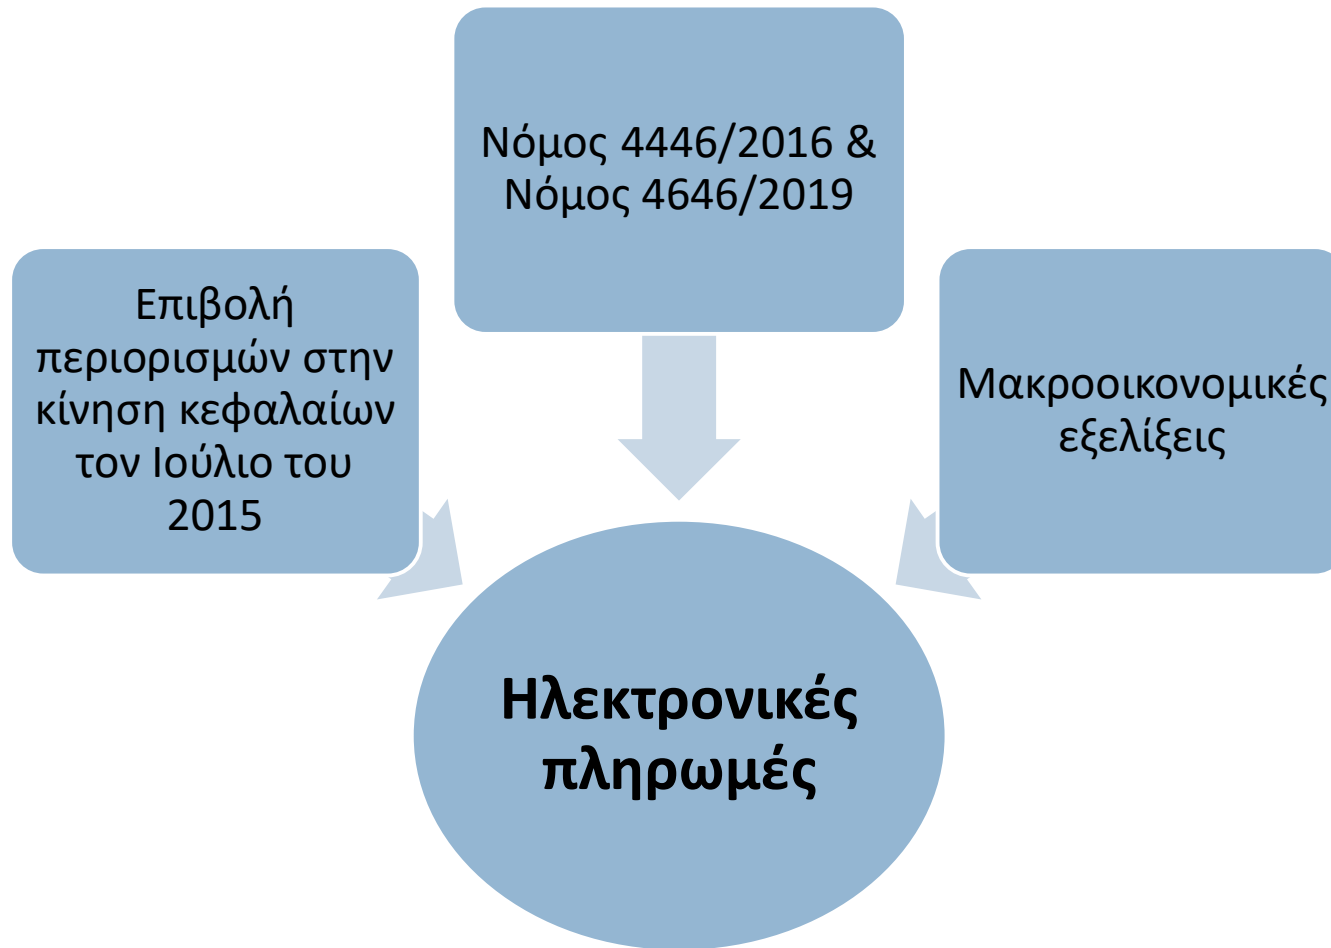 Νόμος 4446/2016 &
Νόμος 4646/2019
Επιβολή
περιορισμών στην
κίνηση κεφαλαίων
τον Ιούλιο του
2015
Μακροοικονομικές
εξελίξεις
Ηλεκτρονικές
πληρωμές